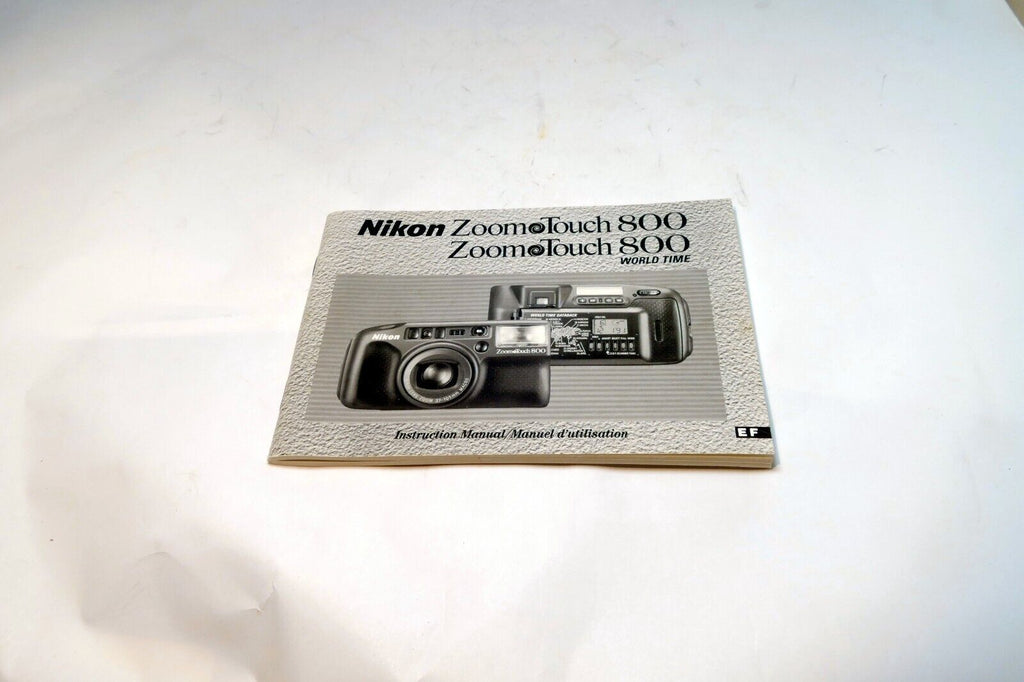 Nikon Zoom Touch 800
Zoom Touch 800
WORLD TIME
WORLD TIME DATABACK
Nikon
Zoom Touch 800
Instruction Manual/Manuel d'utilisation
EF